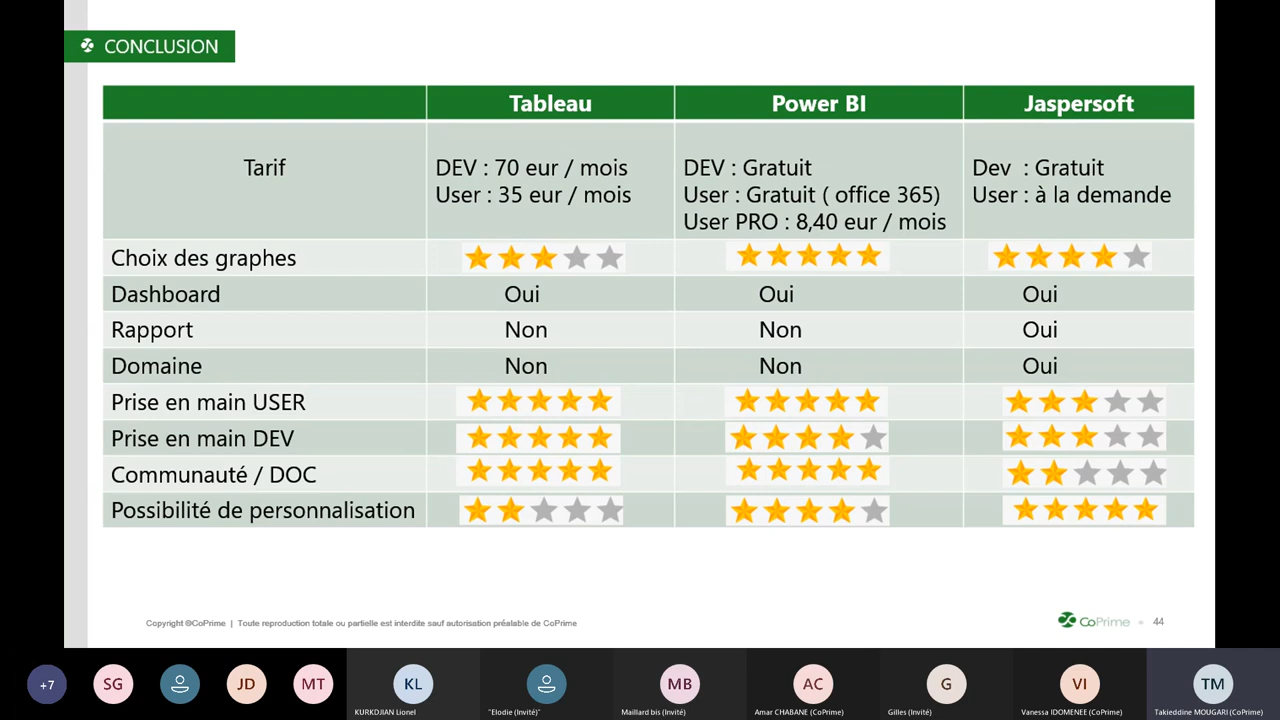 CONCLUSION
Tableau Power BI Jaspersoft
Tarif
DEV : 70 eur / mois
User : 35 eur / mois
DEV : Gratuit
User : Gratuit ( office 365)
User PRO : 8,40 eur / mois
Dev : Gratuit
User : à la demande
Choix des graphes
Dashboard Oui Oui Oui
Rapport Non Non Oui
Domaine Non Non Oui
Prise en main USER
Prise en main DEV
Communauté / DOC
Possibilité de personnalisation
Copyright ©CoPrime | Toute reproduction totale ou partielle est interdite sauf autorisation préalable de CoPrime
CoPrime 44
+7 SG JD MT KL MB AC G VI TM
KURKDJIAN Lionel "Elodie (Invité)" Maillard bis (Invité) Amar CHABANE (CoPrime) Gilles (Invité) Vanessa IDOMENEE (CoPrime) Takieddine MOUGARI (CoPrime)